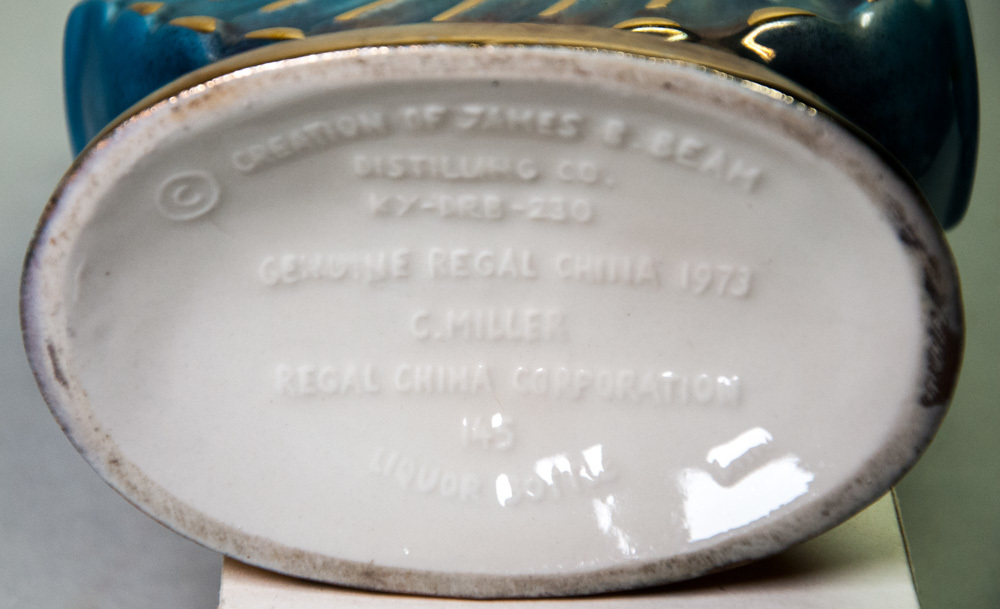 © CREATION OF JAMES B. BEAM
DISTILLING CO.
KY-DRB-230
GENUINE REGAL CHINA 1973
C. MILLER
REGAL CHINA CORPORATION
145
LIQUOR BOTTLE